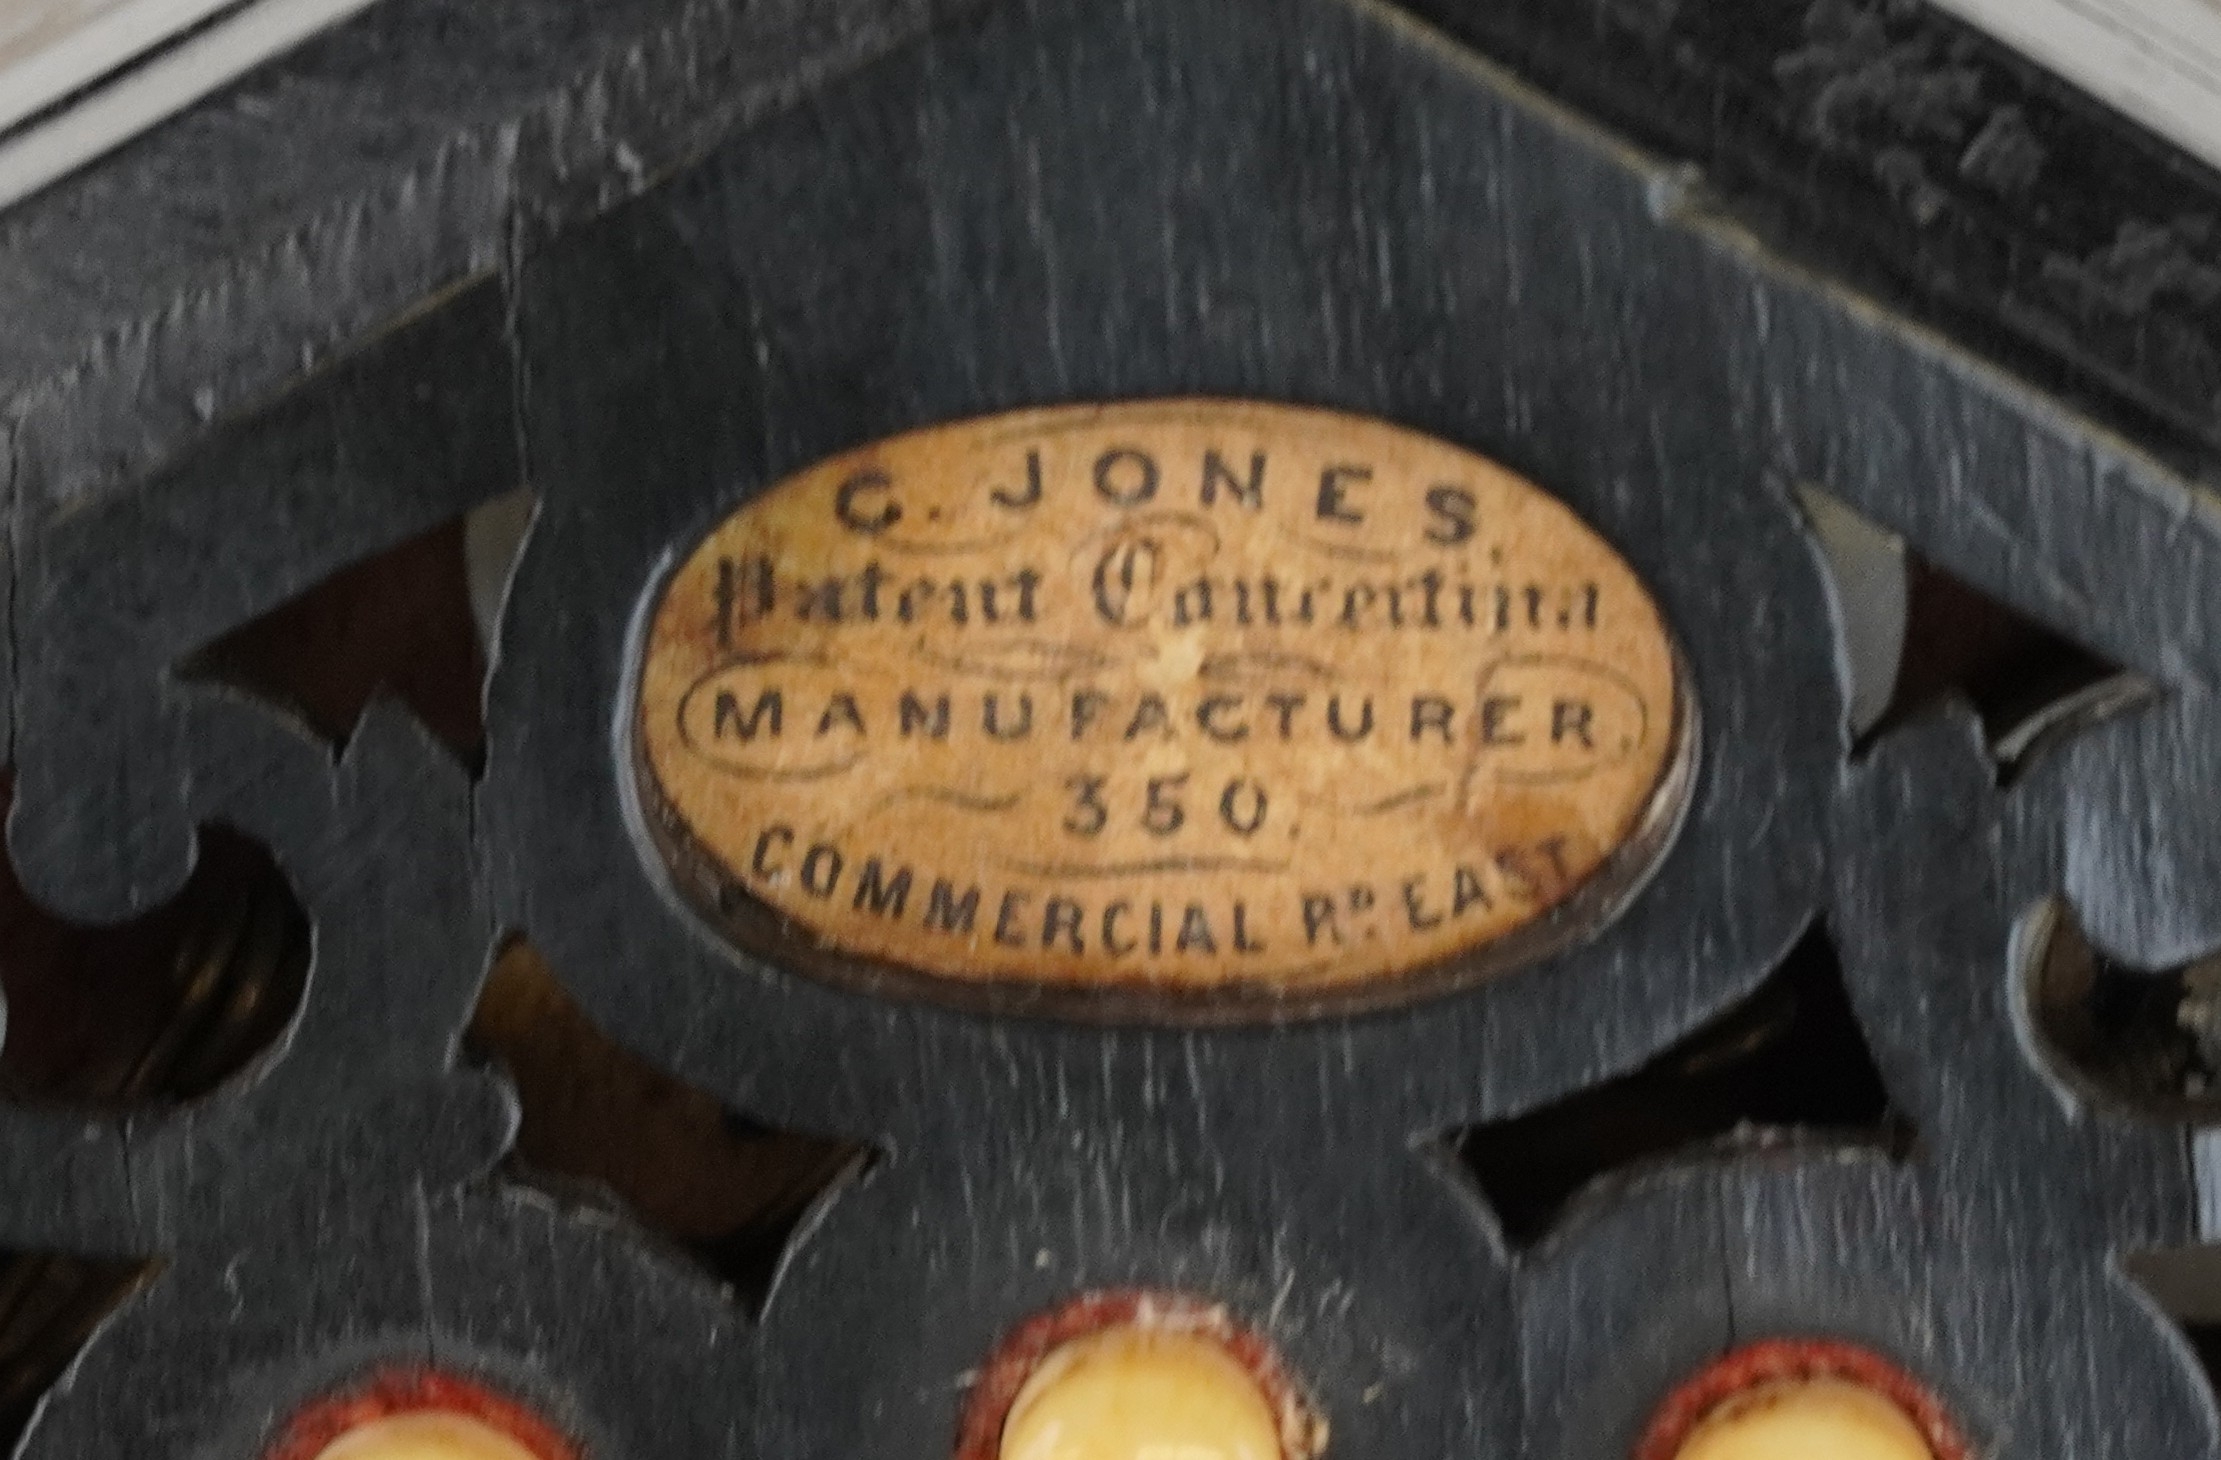 C. JONES.
Patent Concertina
MANUFACTURER.
350.
COMMERCIAL RD. EAST